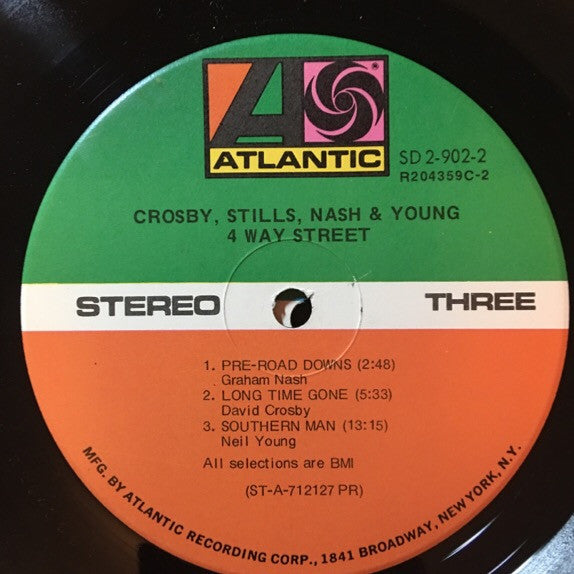 ATLANTIC
®
SD 2-902-2
R204359C-2
CROSBY, STILLS, NASH & YOUNG
4 WAY STREET
STEREO THREE
1. PRE-ROAD DOWNS (2:48)
Graham Nash
2. LONG TIME GONE (5:33)
David Crosby
3. SOUTHERN MAN (13:15)
Neil Young
All selections are BMI
(ST-A-712127 PR)
MFG. BY ATLANTIC RECORDING CORP., 1841 BROADWAY, NEW YORK, N.Y.